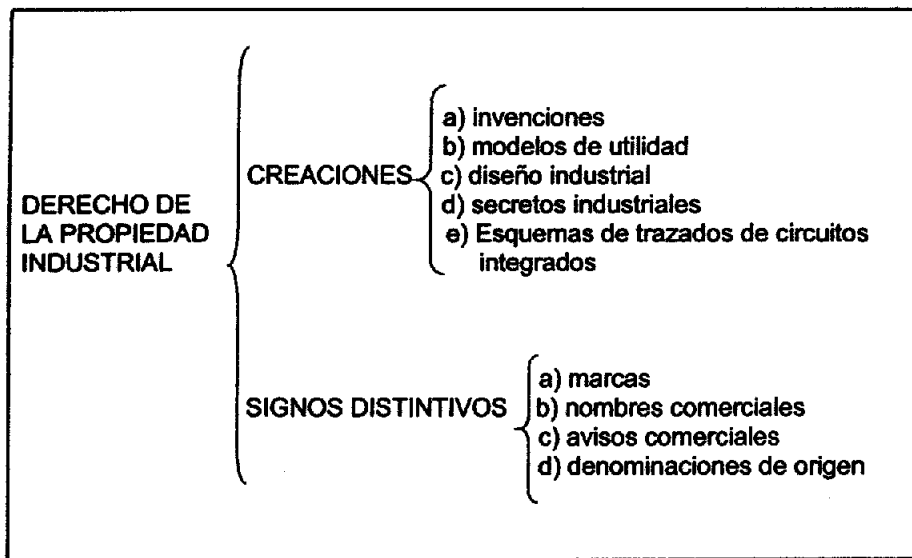 DERECHO DE
LA PROPIEDAD
INDUSTRIAL
CREACIONES
a) invenciones
b) modelos de utilidad
c) diseño industrial
d) secretos industriales
e) Esquemas de trazados de circuitos
integrados
SIGNOS DISTINTIVOS
a) marcas
b) nombres comerciales
c) avisos comerciales
d) denominaciones de origen